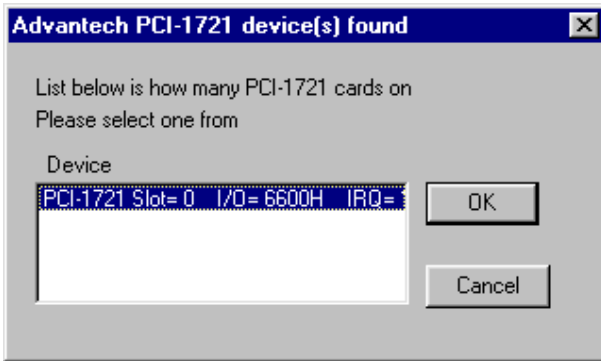 Advantech PCI-1721 device(s) found
List below is how many PCI-1721 cards on
Please select one from
Device
PCI-1721 Slot= 0 I/O= 6600H IRQ=
OK
Cancel